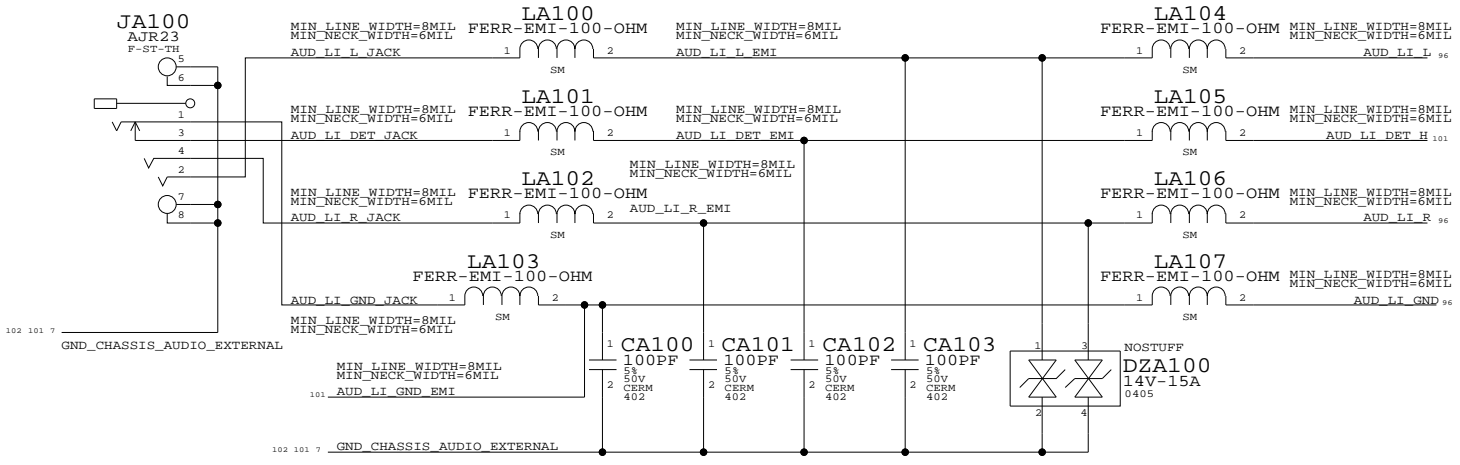 JA100
AJR23
F-ST-TH
5
6
1
3
4
2
7
8
102 101 7
GND_CHASSIS_AUDIO_EXTERNAL
MIN_LINE_WIDTH=8MIL
MIN_NECK_WIDTH=6MIL
AUD_LI_L_JACK
LA100
FERR-EMI-100-OHM
1
2
SM
MIN_LINE_WIDTH=8MIL
MIN_NECK_WIDTH=6MIL
AUD_LI_L_EMI
LA104
FERR-EMI-100-OHM
1
2
SM
MIN_LINE_WIDTH=8MIL
MIN_NECK_WIDTH=6MIL
AUD_LI_L 96
MIN_LINE_WIDTH=8MIL
MIN_NECK_WIDTH=6MIL
AUD_LI_DET_JACK
LA101
FERR-EMI-100-OHM
1
2
SM
MIN_LINE_WIDTH=8MIL
MIN_NECK_WIDTH=6MIL
AUD_LI_DET_EMI
LA105
FERR-EMI-100-OHM
1
2
SM
MIN_LINE_WIDTH=8MIL
MIN_NECK_WIDTH=6MIL
AUD_LI_DET_H 101
MIN_LINE_WIDTH=8MIL
MIN_NECK_WIDTH=6MIL
AUD_LI_R_JACK
LA102
FERR-EMI-100-OHM
1
2
SM
MIN_LINE_WIDTH=8MIL
MIN_NECK_WIDTH=6MIL
AUD_LI_R_EMI
LA106
FERR-EMI-100-OHM
1
2
SM
MIN_LINE_WIDTH=8MIL
MIN_NECK_WIDTH=6MIL
AUD_LI_R 96
AUD_LI_GND_JACK
MIN_LINE_WIDTH=8MIL
MIN_NECK_WIDTH=6MIL
LA103
FERR-EMI-100-OHM
1
2
SM
LA107
FERR-EMI-100-OHM
1
2
SM
MIN_LINE_WIDTH=8MIL
MIN_NECK_WIDTH=6MIL
AUD_LI_GND 96
MIN_LINE_WIDTH=8MIL
MIN_NECK_WIDTH=6MIL
101 AUD_LI_GND_EMI
1
2
CA100
100PF
5%
50V
CERM
402
1
2
CA101
100PF
5%
50V
CERM
402
1
2
CA102
100PF
5%
50V
CERM
402
1
2
CA103
100PF
5%
50V
CERM
402
1
3
2
4
NOSTUFF
DZA100
14V-15A
0405
102 101 7 GND_CHASSIS_AUDIO_EXTERNAL